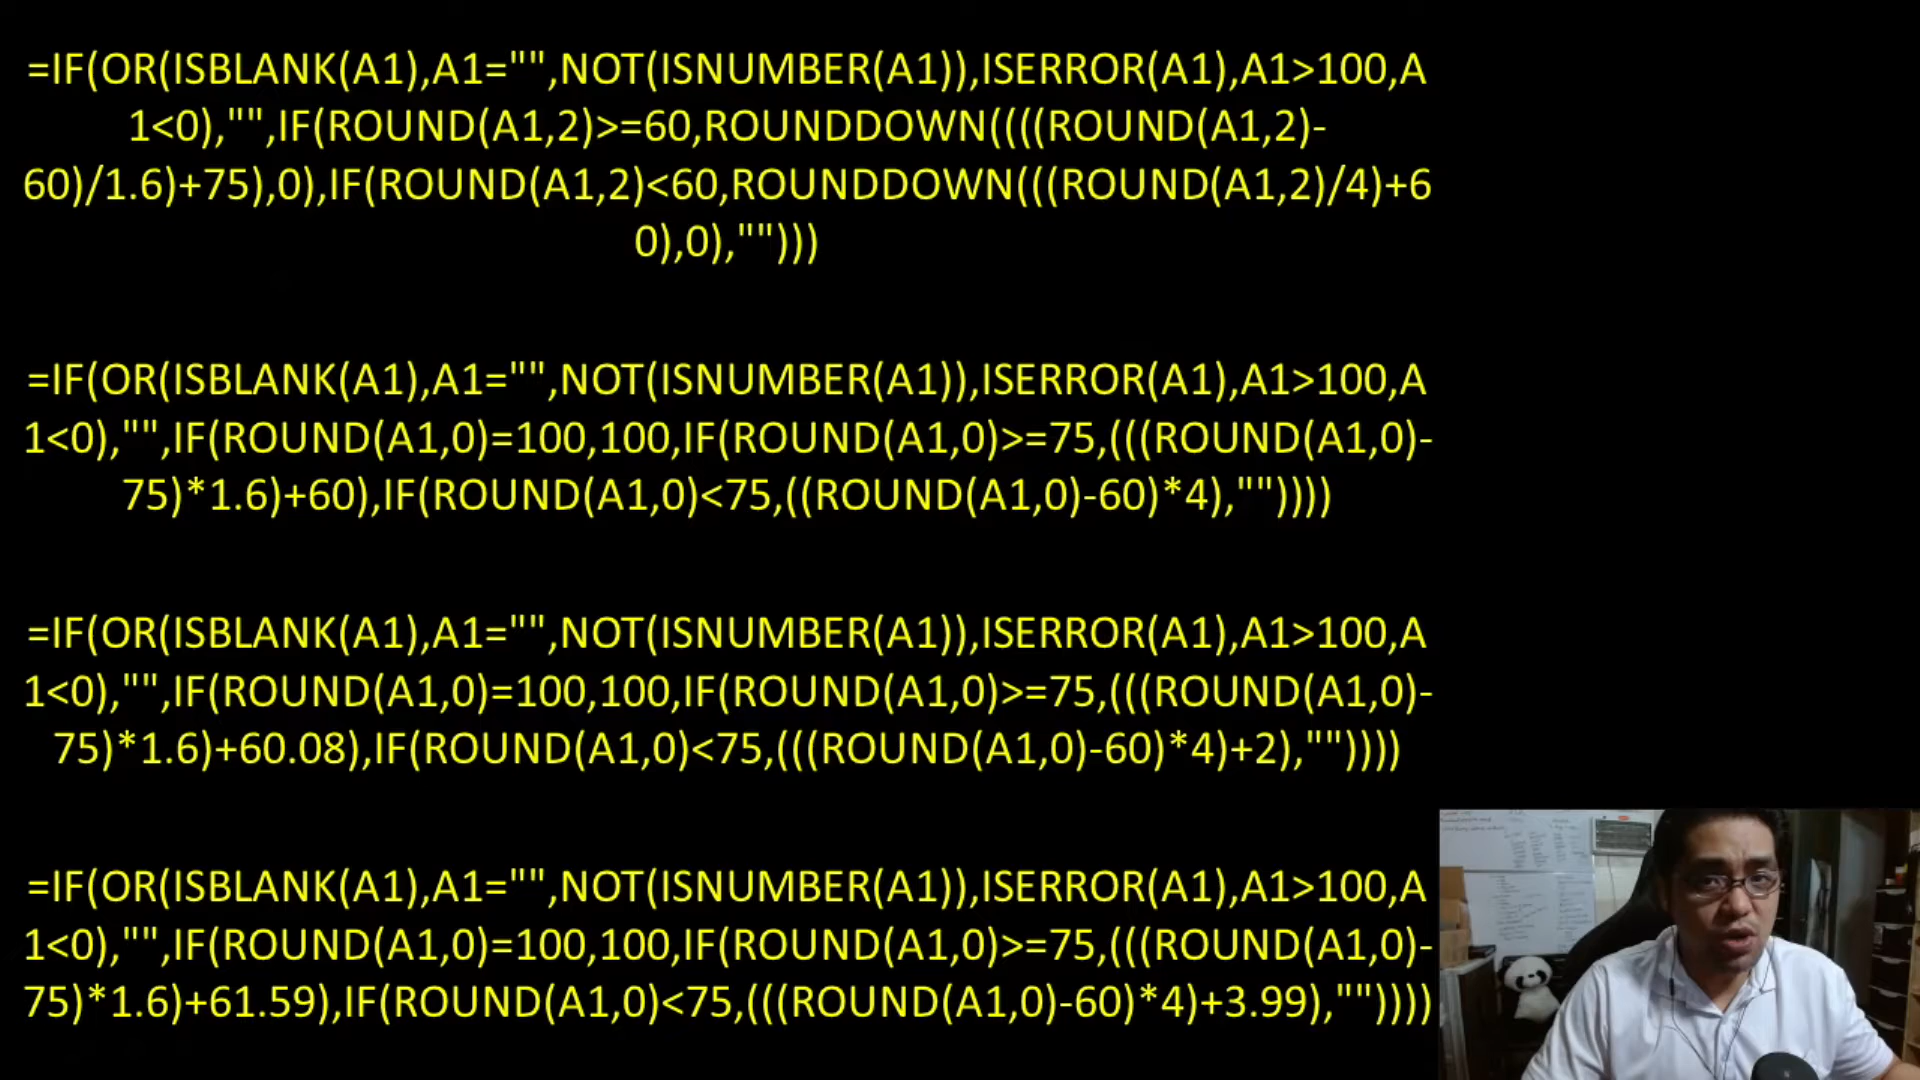 =IF(OR(ISBLANK(A1),A1="",NOT(ISNUMBER(A1)),ISERROR(A1),A1>100,A
1<0),"",IF(ROUND(A1,2)>=60,ROUNDDOWN((((ROUND(A1,2)-
60)/1.6)+75),0),IF(ROUND(A1,2)<60,ROUNDDOWN(((ROUND(A1,2)/4)+6
0),0),"")))
=IF(OR(ISBLANK(A1),A1="",NOT(ISNUMBER(A1)),ISERROR(A1),A1>100,A
1<0),"",IF(ROUND(A1,0)=100,100,IF(ROUND(A1,0)>=75,(((ROUND(A1,0)-
75)*1.6)+60),IF(ROUND(A1,0)<75,((ROUND(A1,0)-60)*4),""))))
=IF(OR(ISBLANK(A1),A1="",NOT(ISNUMBER(A1)),ISERROR(A1),A1>100,A
1<0),"",IF(ROUND(A1,0)=100,100,IF(ROUND(A1,0)>=75,(((ROUND(A1,0)-
75)*1.6)+60.08),IF(ROUND(A1,0)<75,(((ROUND(A1,0)-60)*4)+2),""))))
=IF(OR(ISBLANK(A1),A1="",NOT(ISNUMBER(A1)),ISERROR(A1),A1>100,A
1<0),"",IF(ROUND(A1,0)=100,100,IF(ROUND(A1,0)>=75,(((ROUND(A1,0)-
75)*1.6)+61.59),IF(ROUND(A1,0)<75,(((ROUND(A1,0)-60)*4)+3.99),""))))